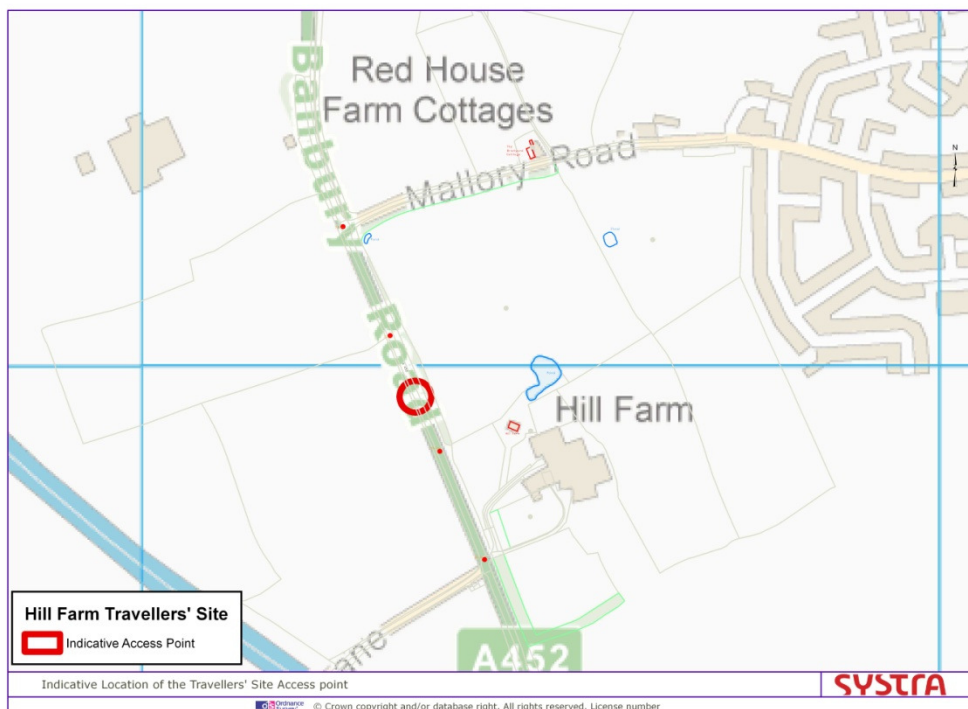 Red House
Farm Cottages
Banbury Road
Mallory Road
N
Hill Farm
ane
A452
Hill Farm Travellers' Site
Indicative Access Point
Indicative Location of the Travellers' Site Access point
SYSTRA
Ordnance
© Crown copyright and/or database right. All rights reserved. License number